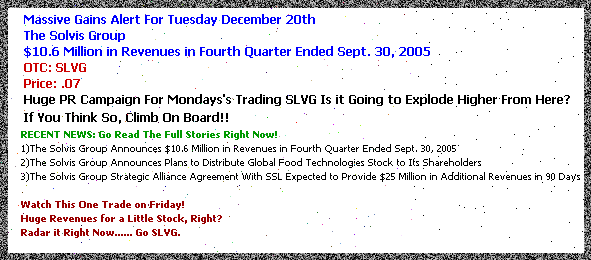 Massive Gains Alert For Tuesday December 20th
The Solvis Group
$10.6 Million in Revenues in Fourth Quarter Ended Sept. 30, 2005
OTC: SLVG
Price: .07
Huge PR Campaign For Mondays's Trading SLVG Is it Going to Explode Higher From Here?
If You Think So, Climb On Board!!
RECENT NEWS: Go Read The Full Stories Right Now!
1)The Solvis Group Announces $10.6 Million in Revenues in Fourth Quarter Ended Sept. 30, 2005
2)The Solvis Group Announces Plans to Distribute Global Food Technologies Stock to Its Shareholders
3)The Solvis Group Strategic Alliance Agreement With SSL Expected to Provide $25 Million in Additional Revenues in 90 Days
Watch This One Trade on Friday!
Huge Revenues for a Little Stock, Right?
Radar it Right Now...... Go SLVG.